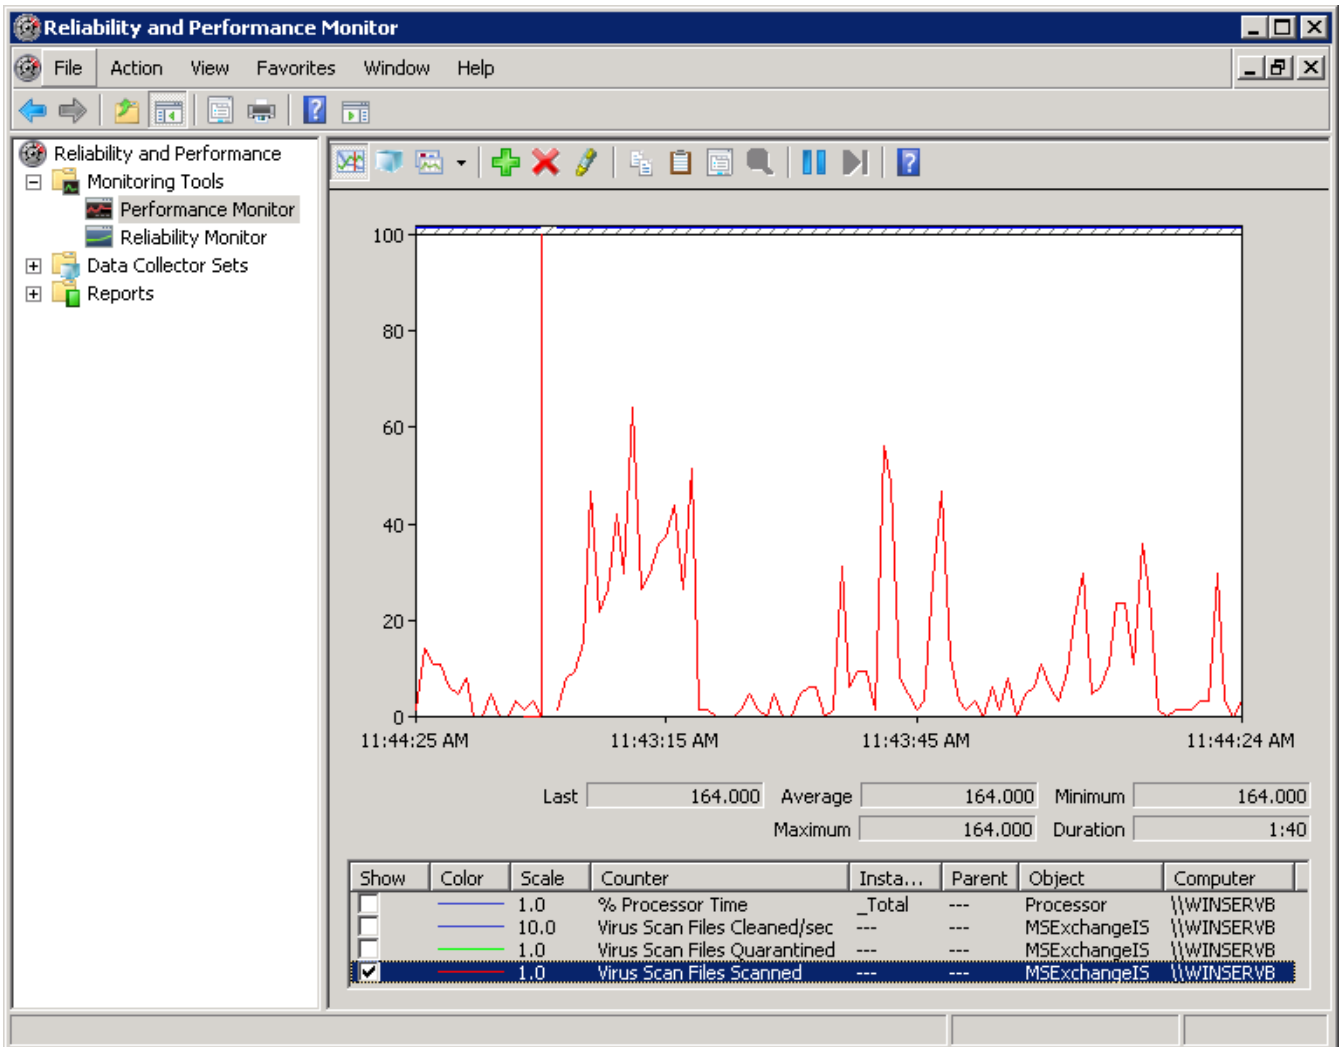 Reliability and Performance Monitor
File Action View Favorites Window Help
Reliability and Performance
Monitoring Tools
Performance Monitor
Reliability Monitor
Data Collector Sets
Reports
100
80
60
40
20
0
11:44:25 AM 11:43:15 AM 11:43:45 AM 11:44:24 AM
Last 164.000 Average 164.000 Minimum 164.000
Maximum 164.000 Duration 1:40
Show Color Scale Counter Insta... Parent Object Computer
1.0 % Processor Time _Total --- Processor \\WINSERVB
10.0 Virus Scan Files Cleaned/sec --- --- MSExchangeIS \\WINSERVB
1.0 Virus Scan Files Quarantined --- --- MSExchangeIS \\WINSERVB
1.0 Virus Scan Files Scanned --- --- MSExchangeIS \\WINSERVB